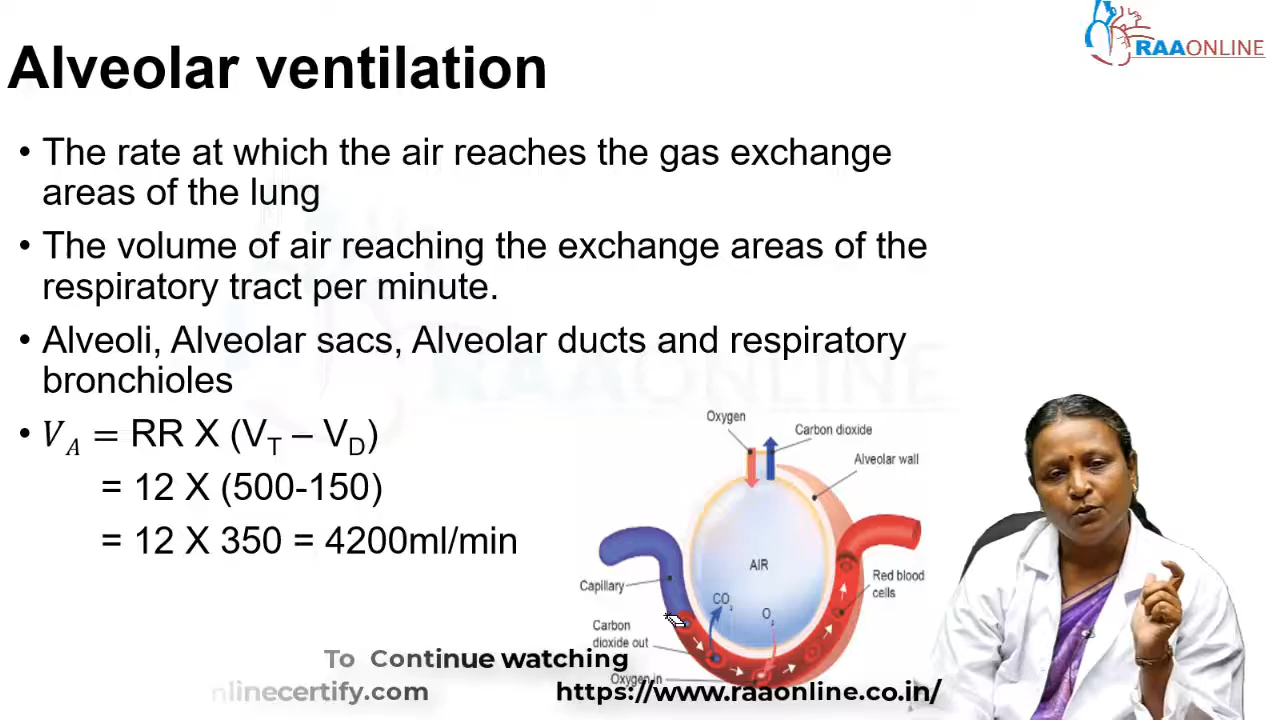 RAAONLINE
Alveolar ventilation
• The rate at which the air reaches the gas exchange
areas of the lung
• The volume of air reaching the exchange areas of the
respiratory tract per minute.
• Alveoli, Alveolar sacs, Alveolar ducts and respiratory
bronchioles
• V_A = RR X (V_T – V_D)
= 12 X (500-150)
= 12 X 350 = 4200ml/min
RAAONLINE
Oxygen
Carbon dioxide
Alveolar wall
AIR
Capillary
CO₂
O₂
Red blood
cells
Carbon
dioxide out
Oxygen in
To Continue watching
nlinecertify.com
https://www.raaonline.co.in/